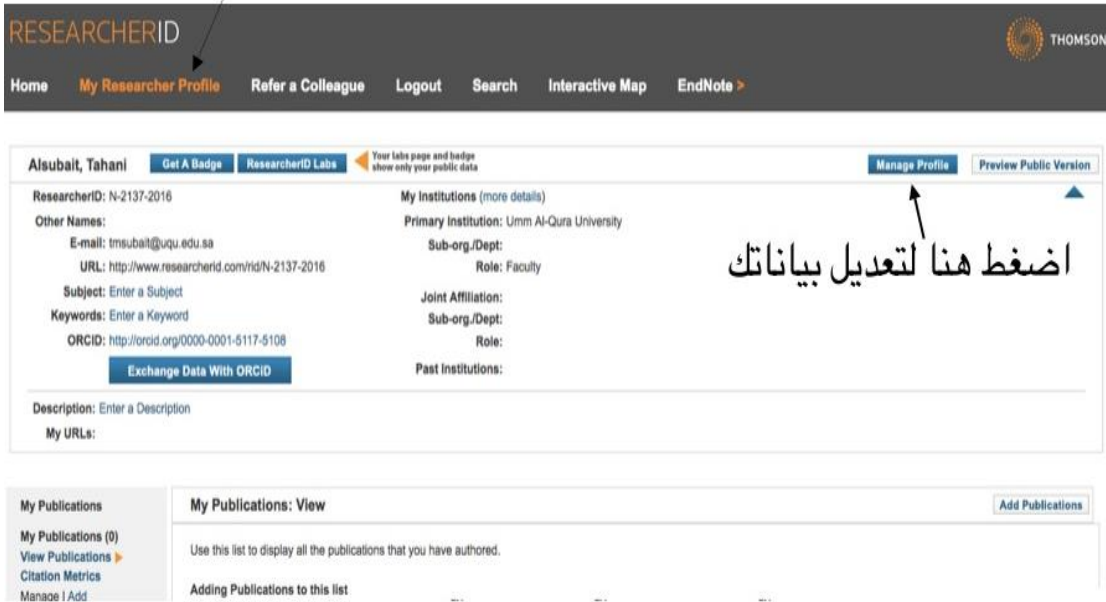 RESEARCHERID
THOMSON
Home My Researcher Profile Refer a Colleague Logout Search Interactive Map EndNote >
Alsubait, Tahani Get A Badge ResearcherID Labs Your labs page and badge show only your public data Manage Profile Preview Public Version
ResearcherID: N-2137-2016
Other Names:
E-mail: tmsubait@uqu.edu.sa
URL: http://www.researcherid.com/rid/N-2137-2016
Subject: Enter a Subject
Keywords: Enter a Keyword
ORCID: http://orcid.org/0000-0001-5117-5108
Exchange Data With ORCID
My Institutions (more details)
Primary Institution: Umm Al-Qura University
Sub-org./Dept:
Role: Faculty
Joint Affiliation:
Sub-org./Dept:
Role:
Past Institutions:
اضغط هنا لتعديل بياناتك
Description: Enter a Description
My URLs:
My Publications
My Publications (0)
View Publications
Citation Metrics
Manage | Add
My Publications: View Add Publications
Use this list to display all the publications that you have authored.
Adding Publications to this list